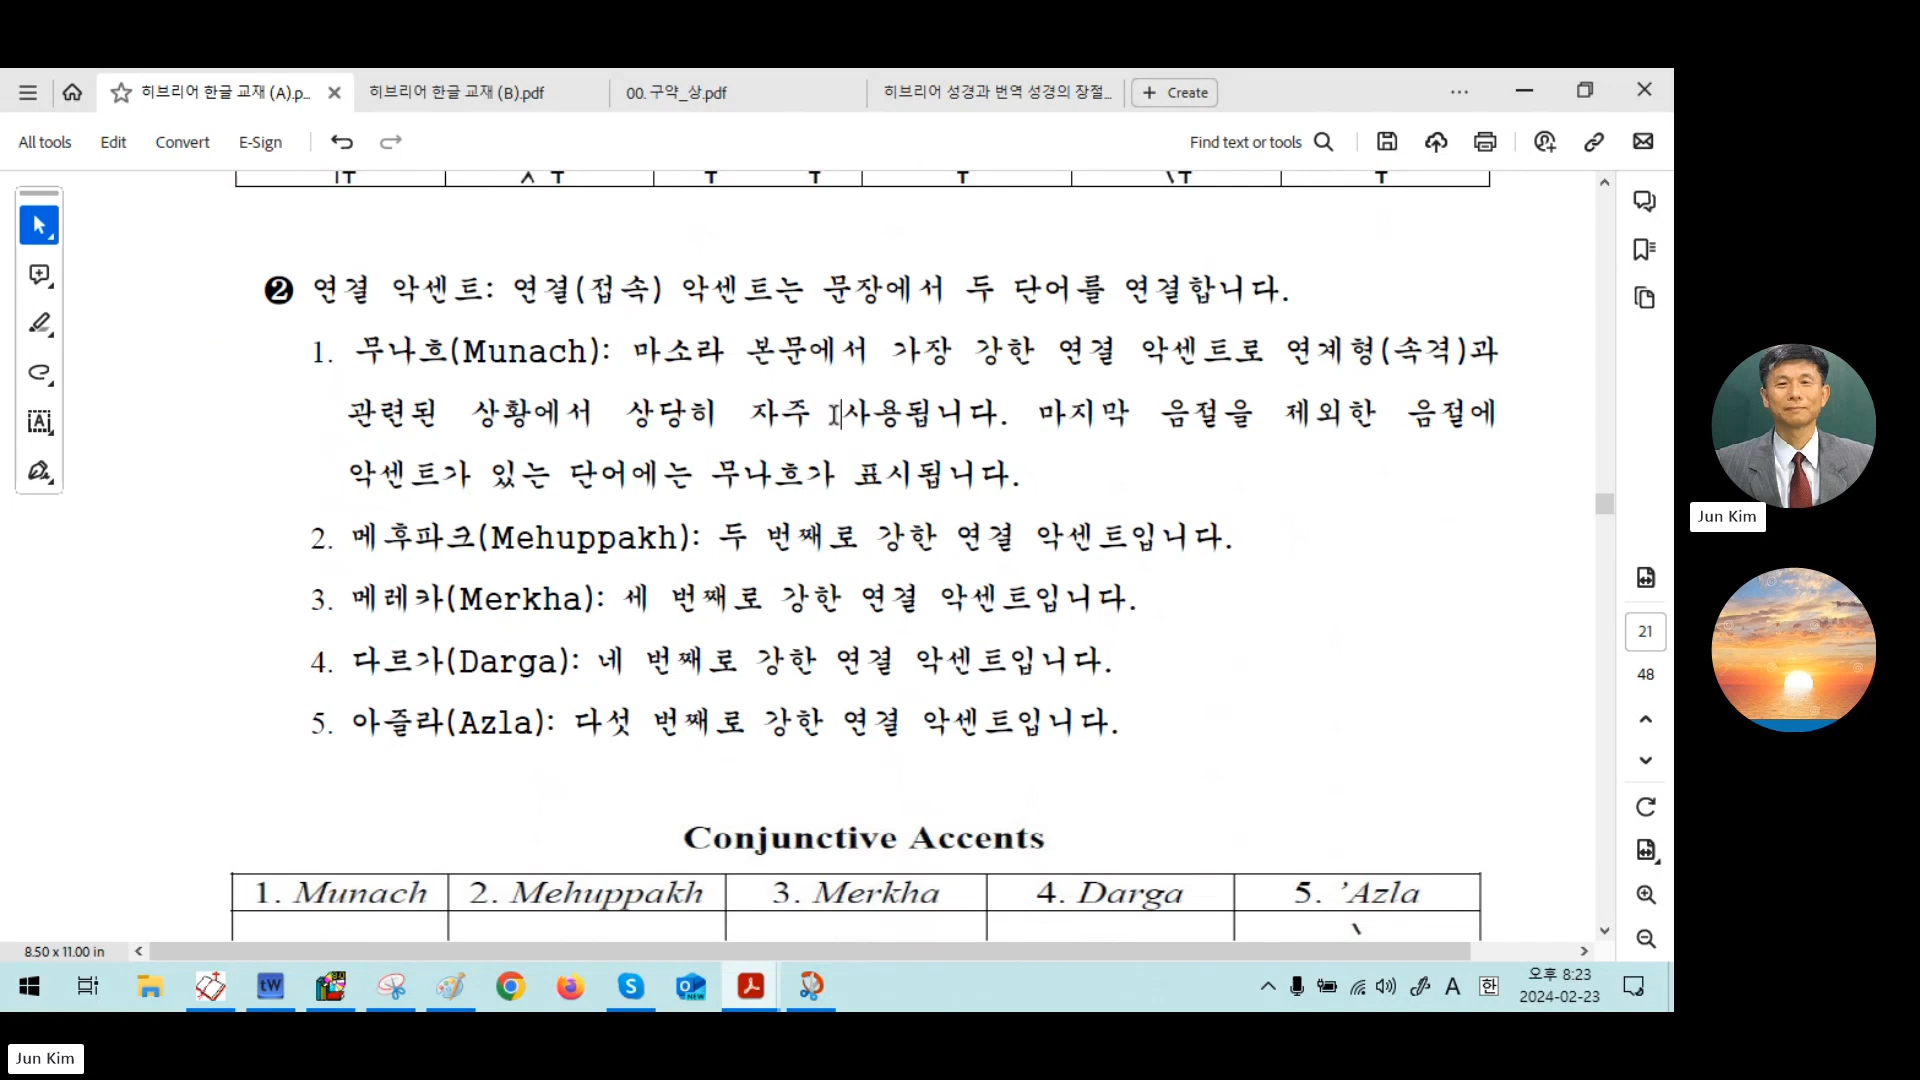 히브리어 한글 교재 (A).p...
히브리어 한글 교재 (B).pdf
00. 구약_상.pdf
히브리어 성경과 번역 성경의 장절...
Create
All tools
Edit
Convert
E-Sign
Find text or tools
❷ 연결 악센트: 연결(접속) 악센트는 문장에서 두 단어를 연결합니다.
1. 무나흐(Munach): 마소라 본문에서 가장 강한 연결 악센트로 연계형(속격)과
관련된 상황에서 상당히 자주 사용됩니다. 마지막 음절을 제외한 음절에
악센트가 있는 단어에는 무나흐가 표시됩니다.
2. 메후파크(Mehuppakh): 두 번째로 강한 연결 악센트입니다.
3. 메레카(Merkha): 세 번째로 강한 연결 악센트입니다.
4. 다르가(Darga): 네 번째로 강한 연결 악센트입니다.
5. 아즐라(Azla): 다섯 번째로 강한 연결 악센트입니다.
Conjunctive Accents
1. Munach
2. Mehuppakh
3. Merkha
4. Darga
5. ’Azla
21
48
8.50 x 11.00 in
tW
S
NEW
A
한
오후 8:23
2024-02-23
Jun Kim
Jun Kim